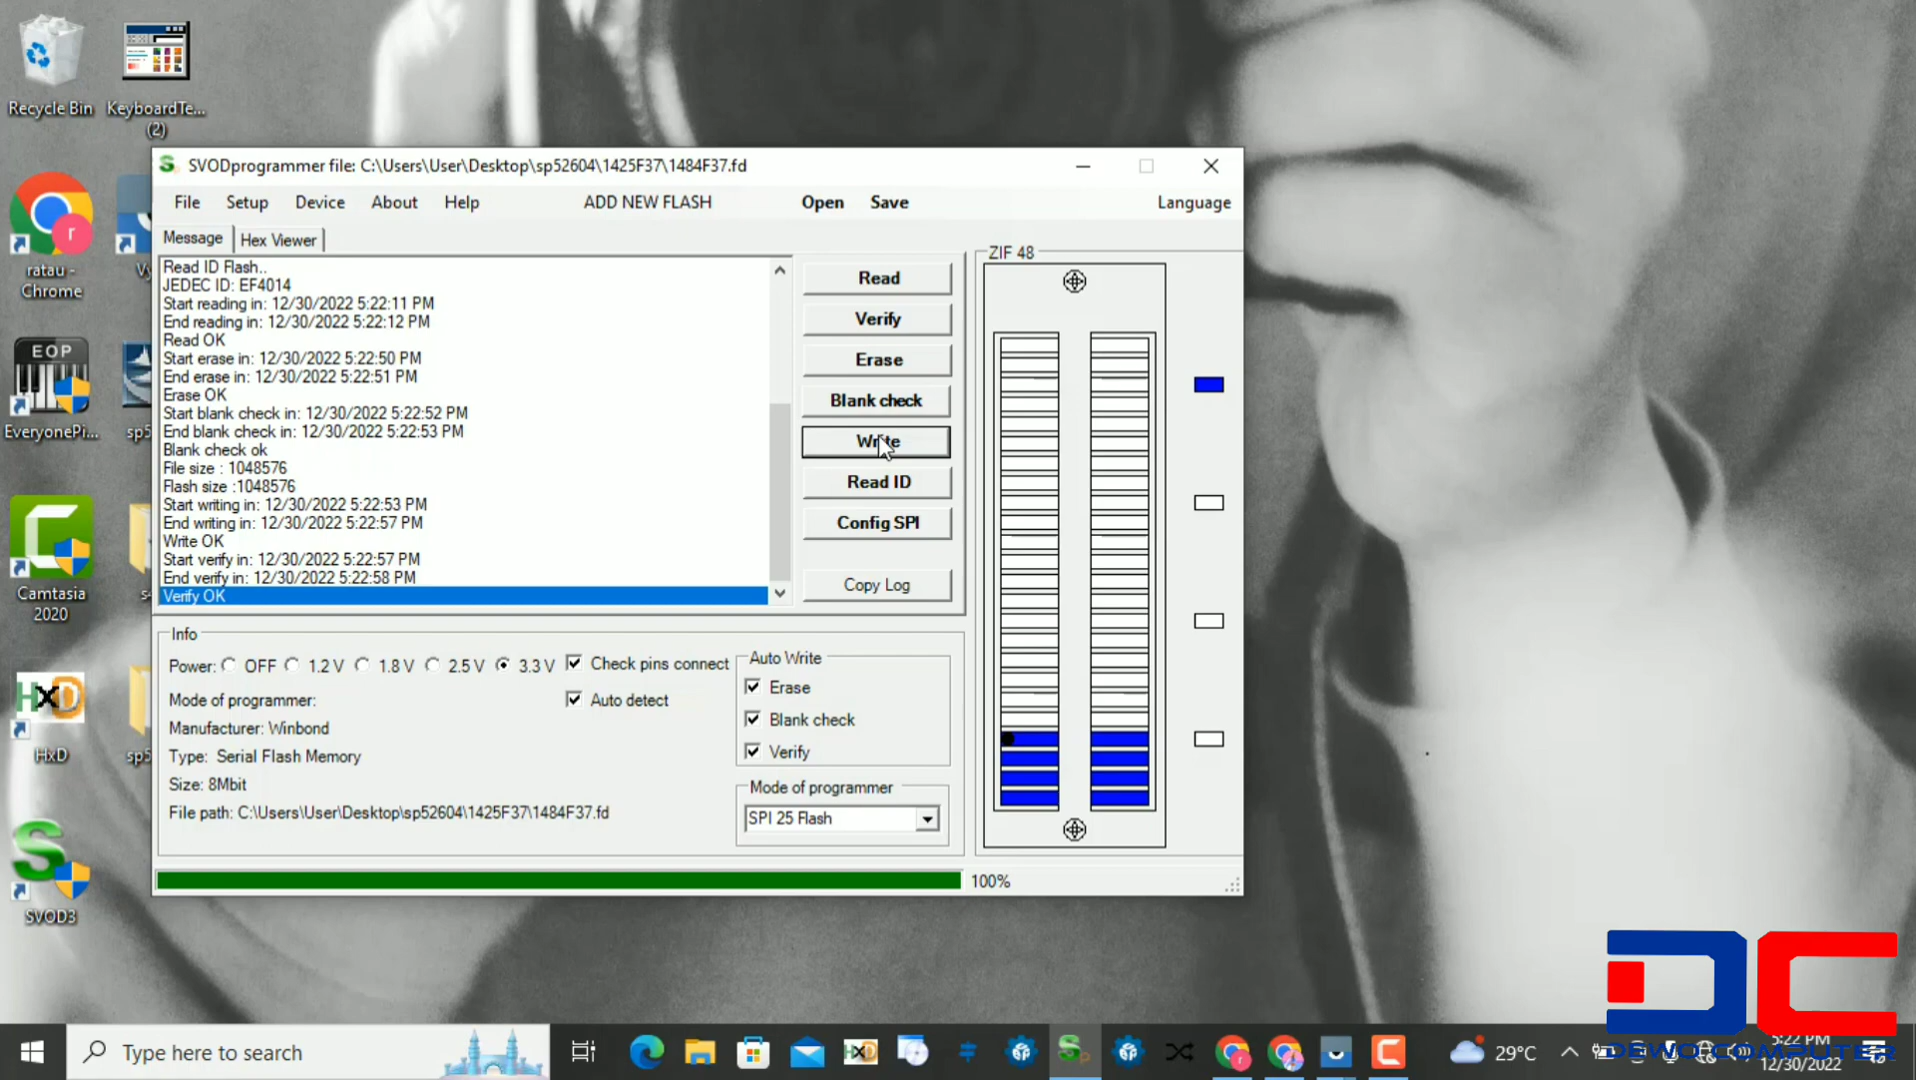 Recycle Bin
KeyboardTe...
(2)
SVODprogrammer file: C:\Users\User\Desktop\sp52604\1425F37\1484F37.fd
File Setup Device About Help ADD NEW FLASH Open Save Language
Message Hex Viewer
Read ID Flash..
JEDEC ID: EF4014
Start reading in: 12/30/2022 5:22:11 PM
End reading in: 12/30/2022 5:22:12 PM
Read OK
Start erase in: 12/30/2022 5:22:50 PM
End erase in: 12/30/2022 5:22:51 PM
Erase OK
Start blank check in: 12/30/2022 5:22:52 PM
End blank check in: 12/30/2022 5:22:53 PM
Blank check ok
File size : 1048576
Flash size :1048576
Start writing in: 12/30/2022 5:22:53 PM
End writing in: 12/30/2022 5:22:57 PM
Write OK
Start verify in: 12/30/2022 5:22:57 PM
End verify in: 12/30/2022 5:22:58 PM
Verify OK
Read
Verify
Erase
Blank check
Write
Read ID
Config SPI
Copy Log
ZIF 48
Info
Power: OFF 1.2 V 1.8 V 2.5 V 3.3 V Check pins connect
Auto detect
Mode of programmer:
Manufacturer: Winbond
Type: Serial Flash Memory
Size: 8Mbit
File path: C:\Users\User\Desktop\sp52604\1425F37\1484F37.fd
Auto Write
Erase
Blank check
Verify
Mode of programmer
SPI 25 Flash
100%
r
ratau -
Chrome
Vy
EOP
EveryonePi...
sp5
Camtasia
2020
s4
HxD
HxD
sp5
SVOD3
DC
DEWO COMPUTER
Type here to search
29°C
5:22 PM
12/30/2022